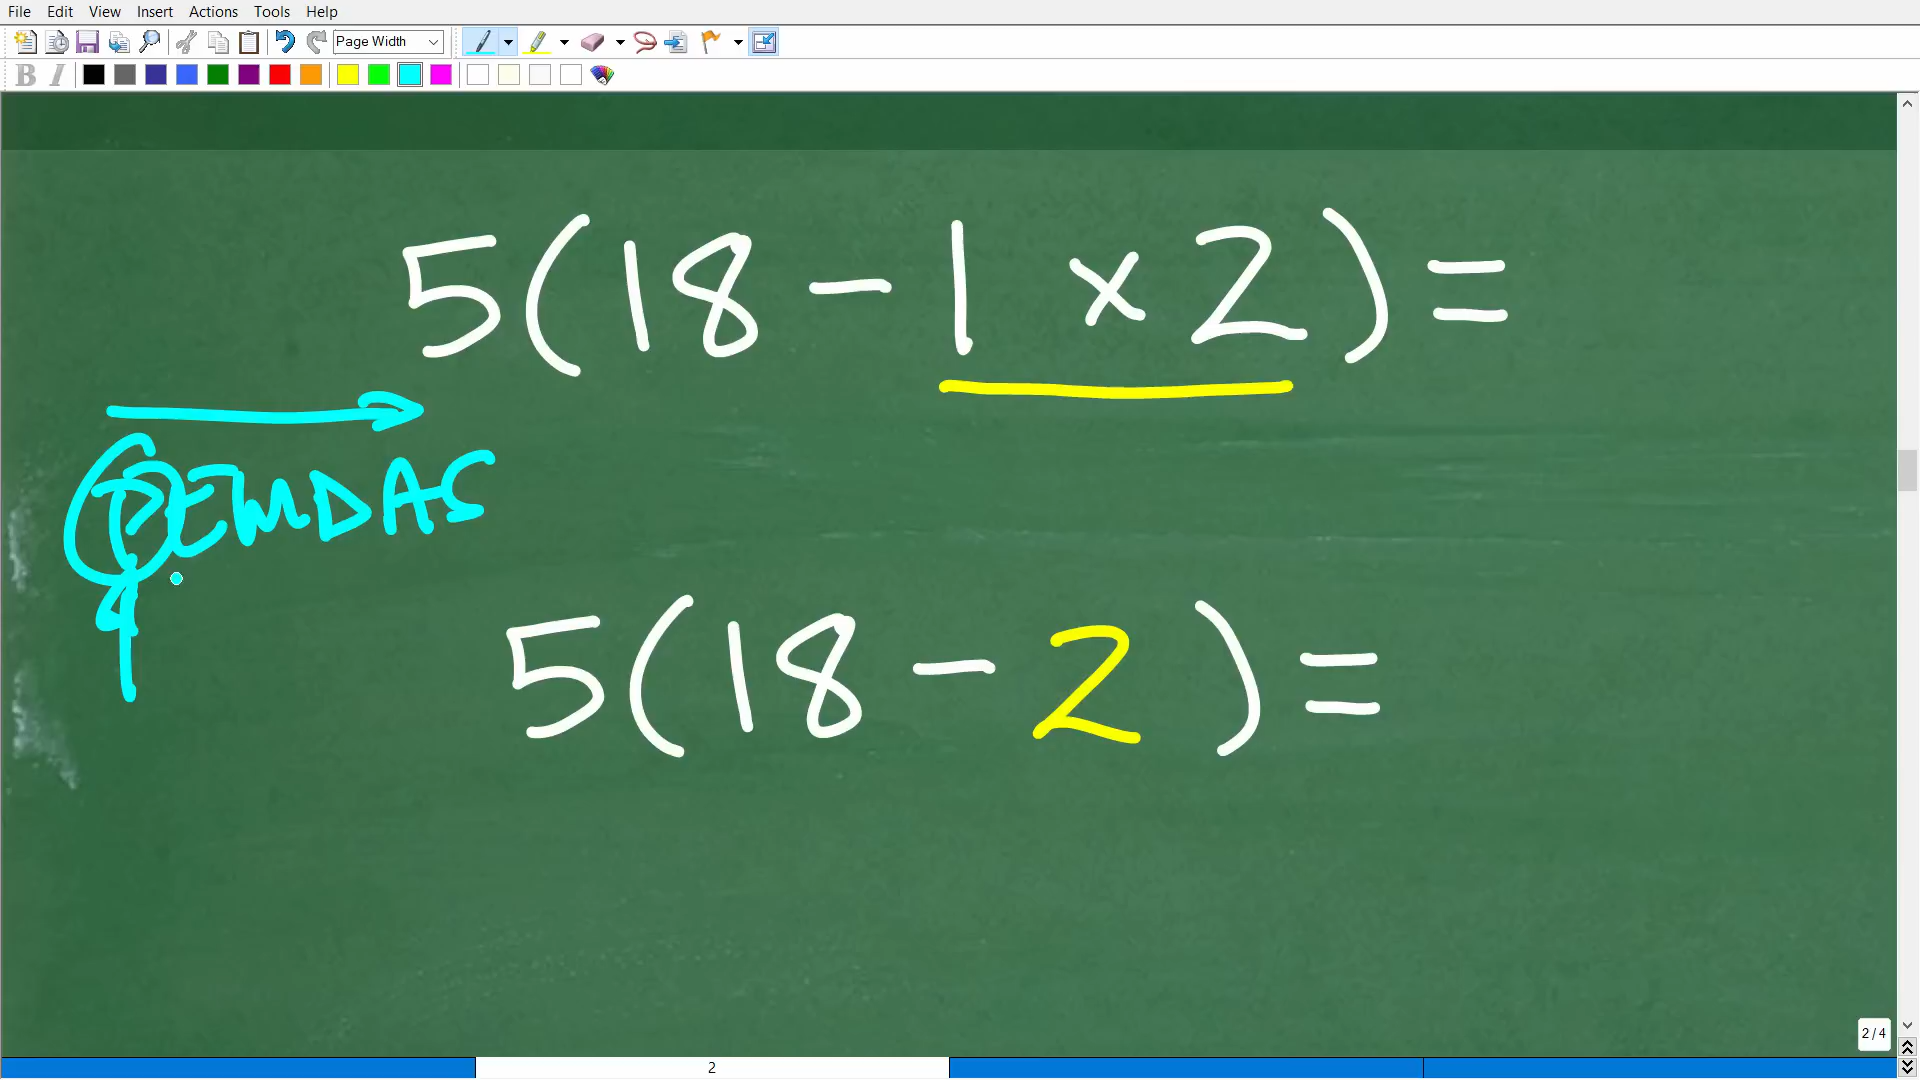 File Edit View Insert Actions Tools Help
Page Width
B I
5(18 - 1 × 2) =
PEMDAS
5(18 - 2) =
2 / 4
2